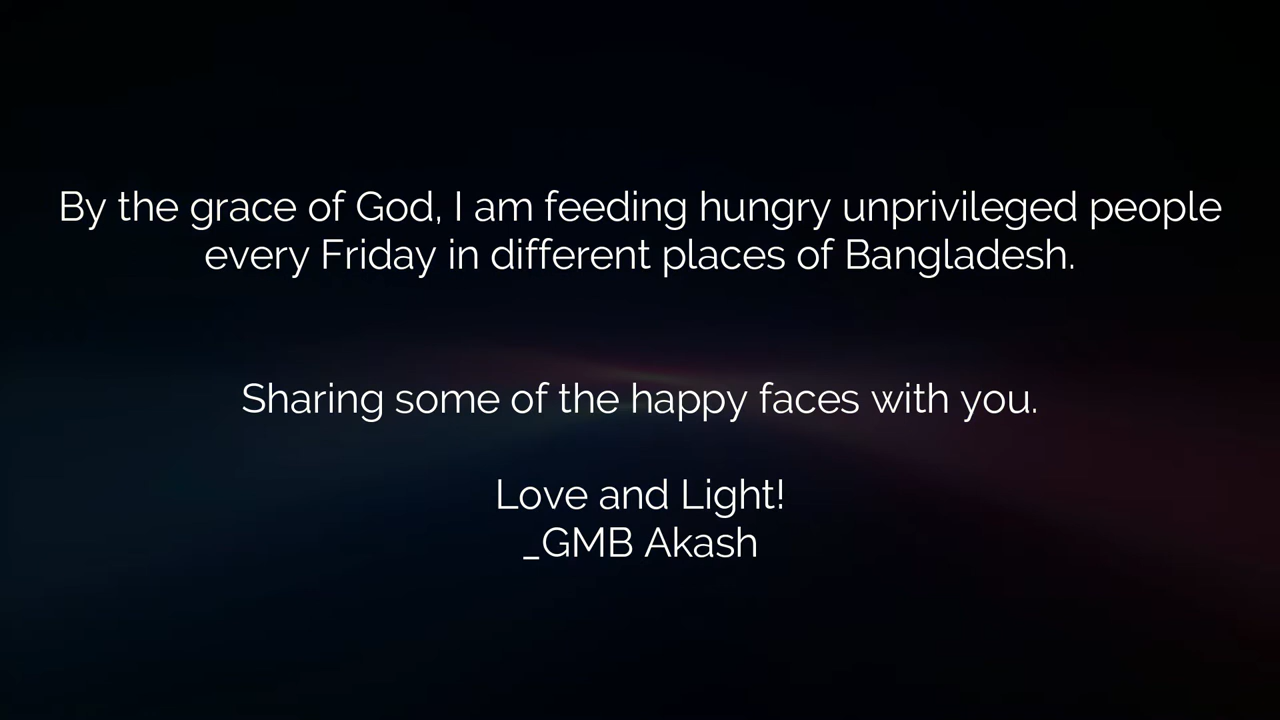 By the grace of God, I am feeding hungry unprivileged people
every Friday in different places of Bangladesh.
Sharing some of the happy faces with you.
Love and Light!
_GMB Akash